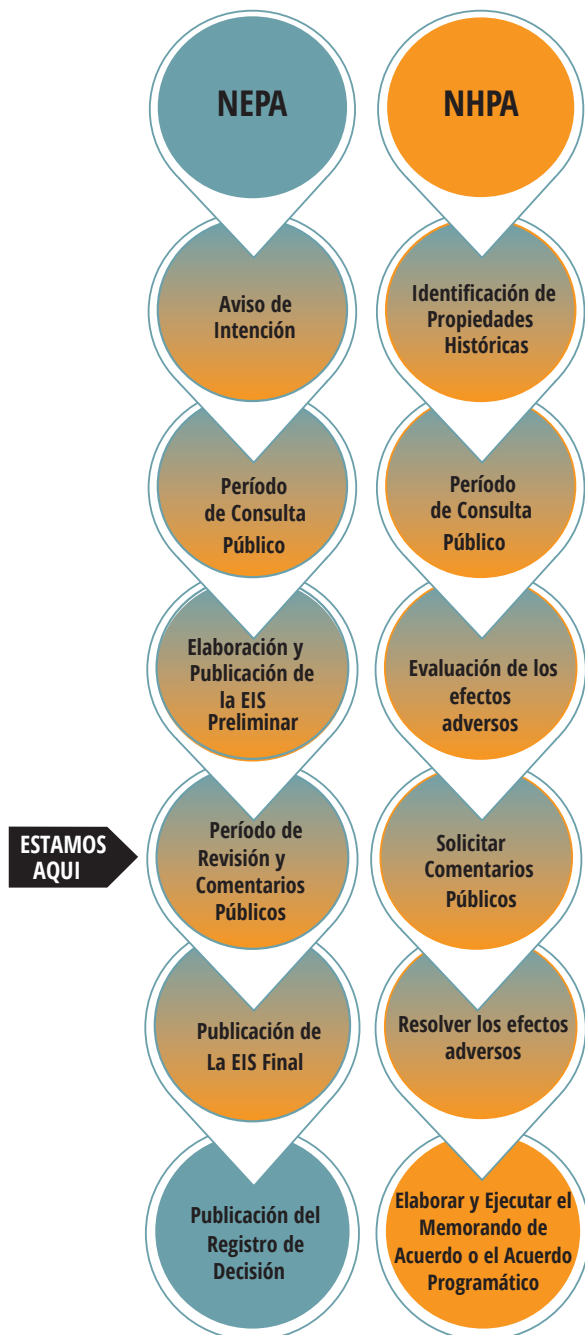 NEPA
NHPA
Aviso de
Intención
Identificación de
Propiedades
Históricas
Período
de Consulta
Público
Período
de Consulta
Público
Elaboración y
Publicación de
la EIS
Preliminar
Evaluación de los
efectos
adversos
ESTAMOS
AQUI
Período de
Revisión y
Comentarios
Públicos
Solicitar
Comentarios
Públicos
Publicación de
La EIS Final
Resolver los efectos
adversos
Publicación del
Registro de
Decisión
Elaborar y Ejecutar el
Memorando de
Acuerdo o el Acuerdo
Programático